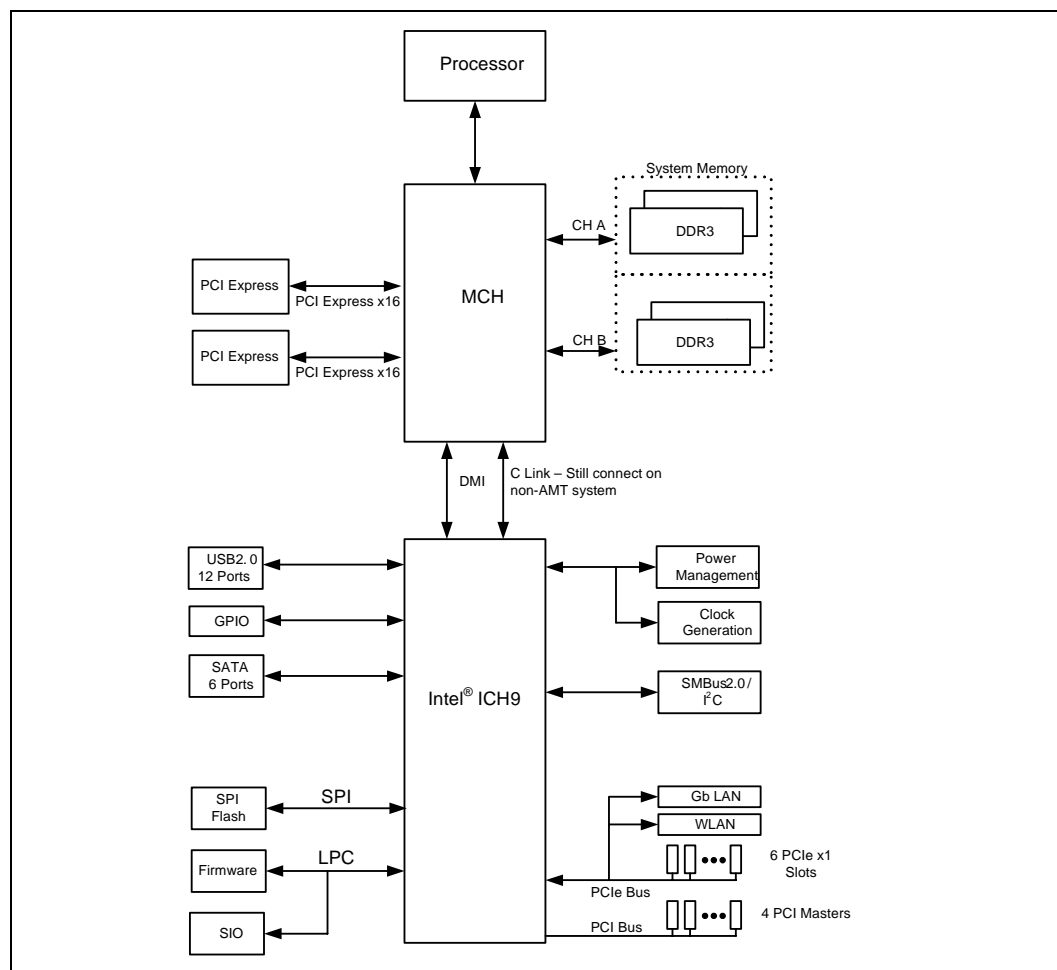 Processor
System Memory
CH A
DDR3
PCI Express
PCI Express x16
MCH
PCI Express
PCI Express x16
CH B
DDR3
DMI
C Link – Still connect on
non-AMT system
USB2.0
12 Ports
GPIO
SATA
6 Ports
Intel® ICH9
Power
Management
Clock
Generation
SMBus2.0/
I²C
SPI
Flash
SPI
Firmware
LPC
SIO
Gb LAN
WLAN
6 PCIe x1
Slots
PCIe Bus
4 PCI Masters
PCI Bus